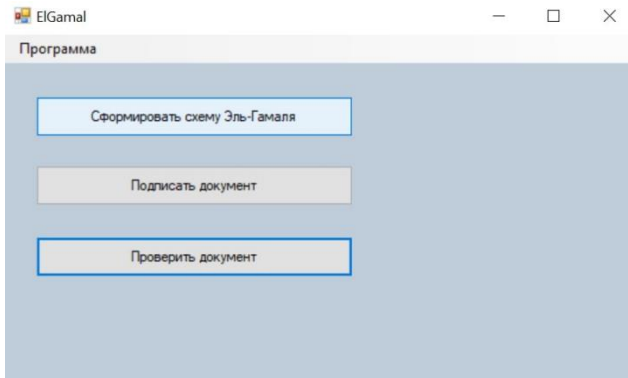 ElGamal
Программа
Сформировать схему Эль-Гамаля
Подписать документ
Проверить документ